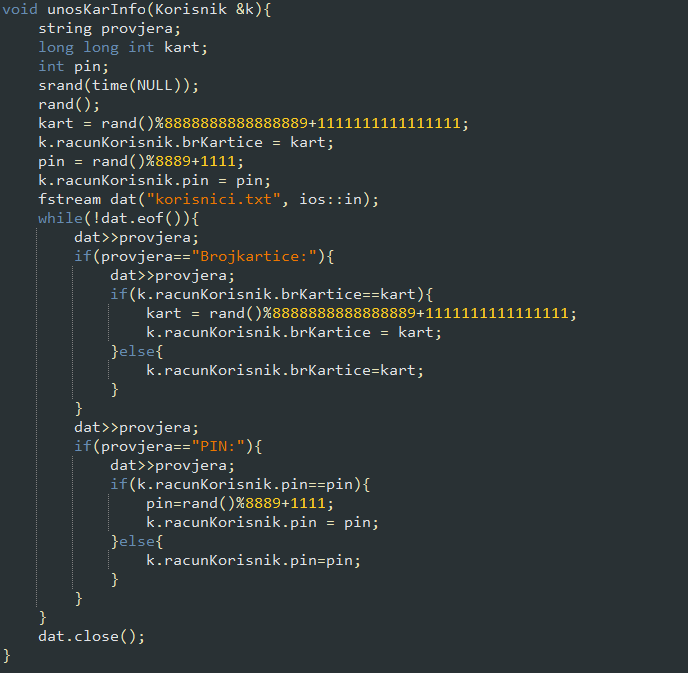 void unosKarInfo(Korisnik &k){
string provjera;
long long int kart;
int pin;
srand(time(NULL));
rand();
kart = rand()%8888888888888889+1111111111111111;
k.racunKorisnik.brKartice = kart;
pin = rand()%8889+1111;
k.racunKorisnik.pin = pin;
fstream dat("korisnici.txt", ios::in);
while(!dat.eof()){
dat>>provjera;
if(provjera=="Brojkartice:"){
dat>>provjera;
if(k.racunKorisnik.brKartice==kart){
kart = rand()%8888888888888889+1111111111111111;
k.racunKorisnik.brKartice = kart;
}else{
k.racunKorisnik.brKartice=kart;
}
}
dat>>provjera;
if(provjera=="PIN:"){
dat>>provjera;
if(k.racunKorisnik.pin==pin){
pin=rand()%8889+1111;
k.racunKorisnik.pin = pin;
}else{
k.racunKorisnik.pin=pin;
}
}
}
dat.close();
}